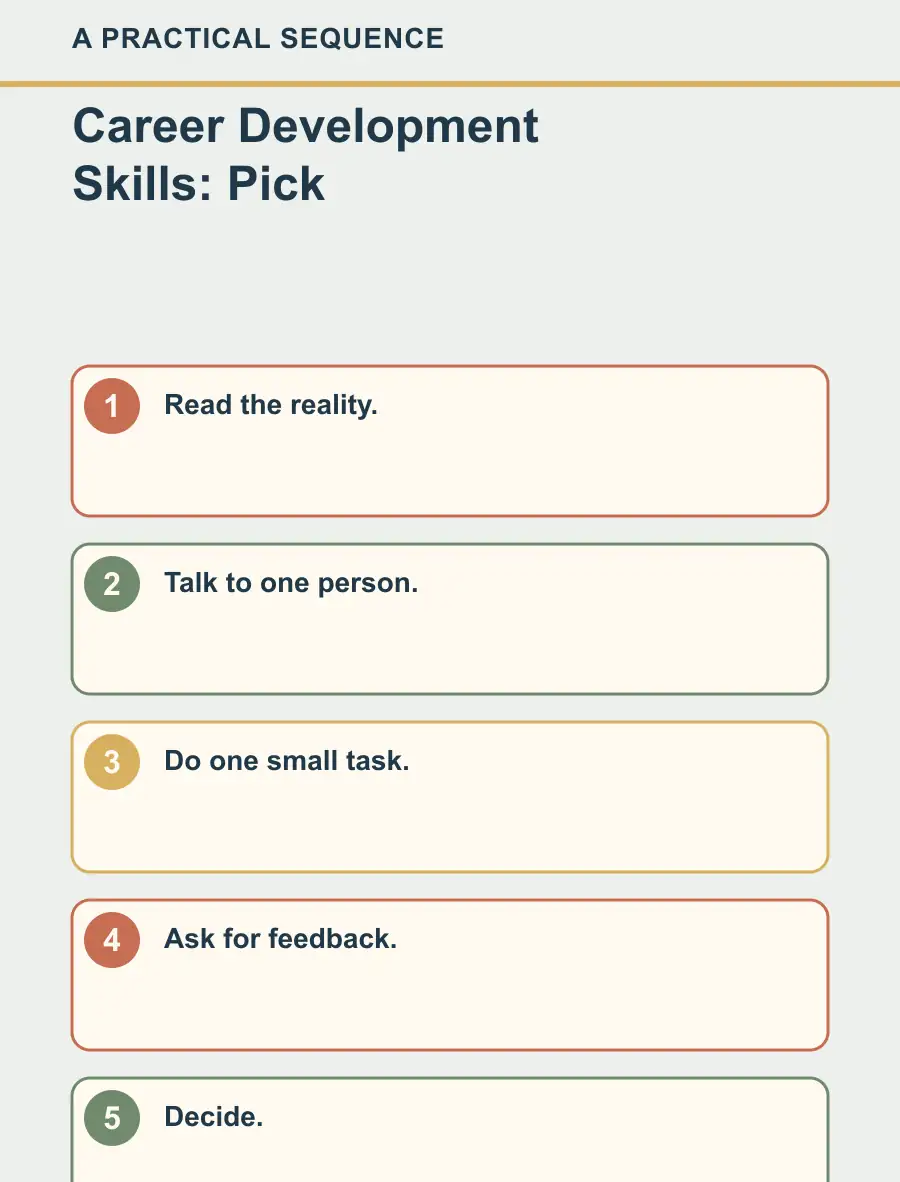 A PRACTICAL SEQUENCE
Career Development
Skills: Pick
1 Read the reality.
2 Talk to one person.
3 Do one small task.
4 Ask for feedback.
5 Decide.